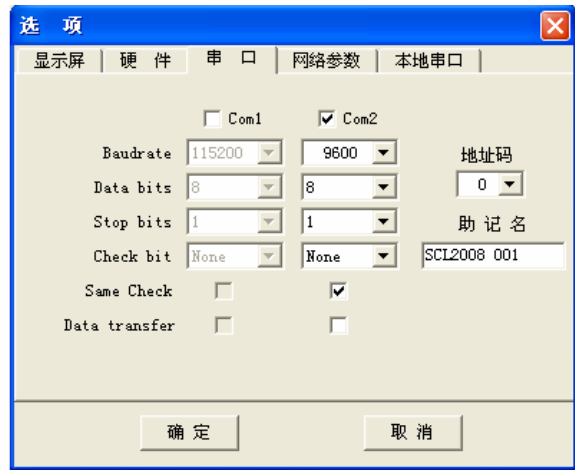 选 项
显示屏 硬 件 串 口 网络参数 本地串口
Com1 Com2
Baudrate 115200 9600 地址码
Data bits 8 8 0
Stop bits 1 1 助 记 名
Check bit None None SCL2008 001
Same Check
Data transfer
确 定 取 消